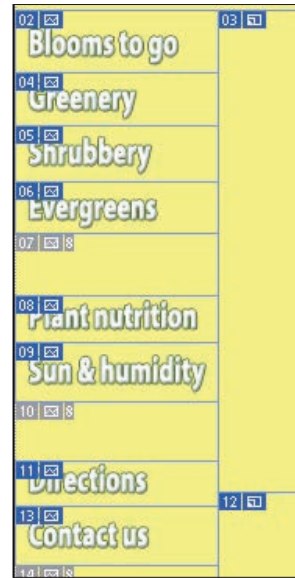 02
03
Blooms to go
04
Greenery
05
Shrubbery
06
Evergreens
07 8
08
Plant nutrition
09
Sun & humidity
10 8
11
Directions
12
13
Contact us
14 8